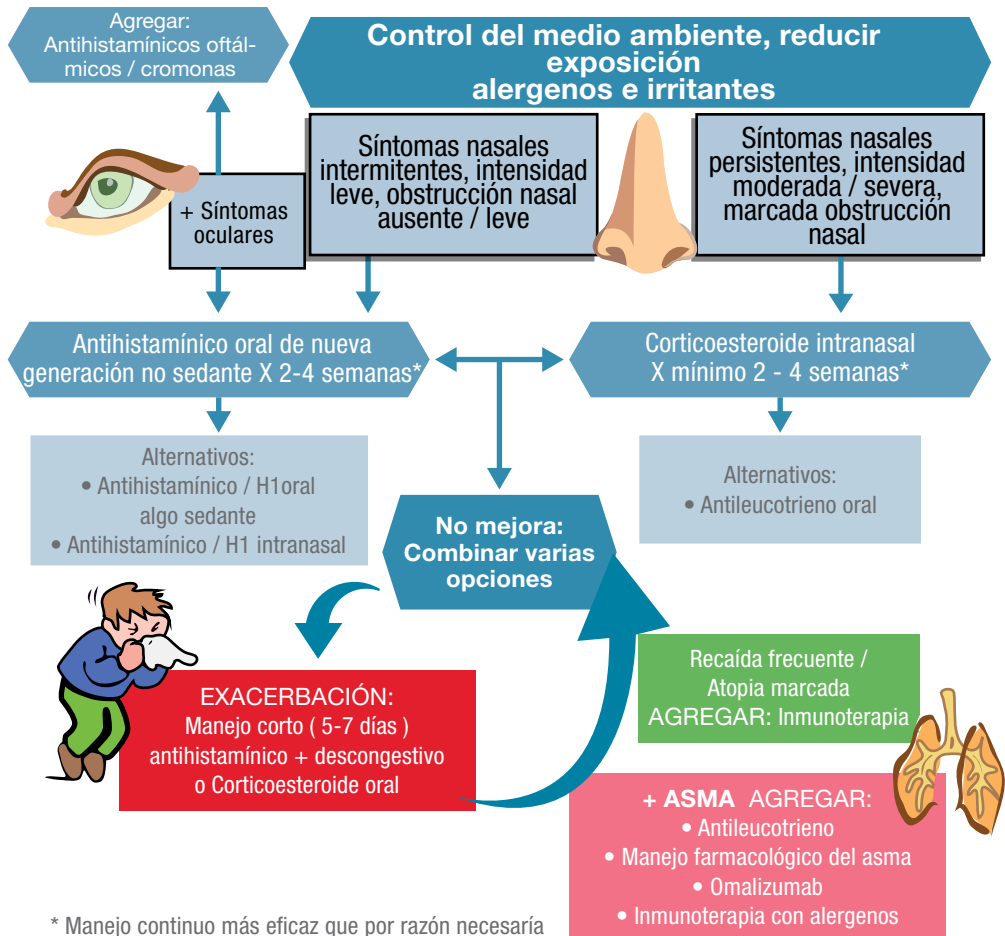 Agregar:
Antihistamínicos oftál-
micos / cromonas
Control del medio ambiente, reducir
exposición
alergenos e irritantes
+ Síntomas
oculares
Síntomas nasales
intermitentes, intensidad
leve, obstrucción nasal
ausente / leve
Síntomas nasales
persistentes, intensidad
moderada / severa,
marcada obstrucción
nasal
Antihistamínico oral de nueva
generación no sedante X 2-4 semanas*
Corticoesteroide intranasal
X mínimo 2 - 4 semanas*
Alternativos:
• Antihistamínico / H1oral
algo sedante
• Antihistamínico / H1 intranasal
Alternativos:
• Antileucotrieno oral
No mejora:
Combinar varias
opciones
EXACERBACIÓN:
Manejo corto ( 5-7 días )
antihistamínico + descongestivo
o Corticoesteroide oral
Recaída frecuente /
Atopia marcada
AGREGAR: Inmunoterapia
+ ASMA AGREGAR:
• Antileucotrieno
• Manejo farmacológico del asma
• Omalizumab
• Inmunoterapia con alergenos
* Manejo continuo más eficaz que por razón necesaría